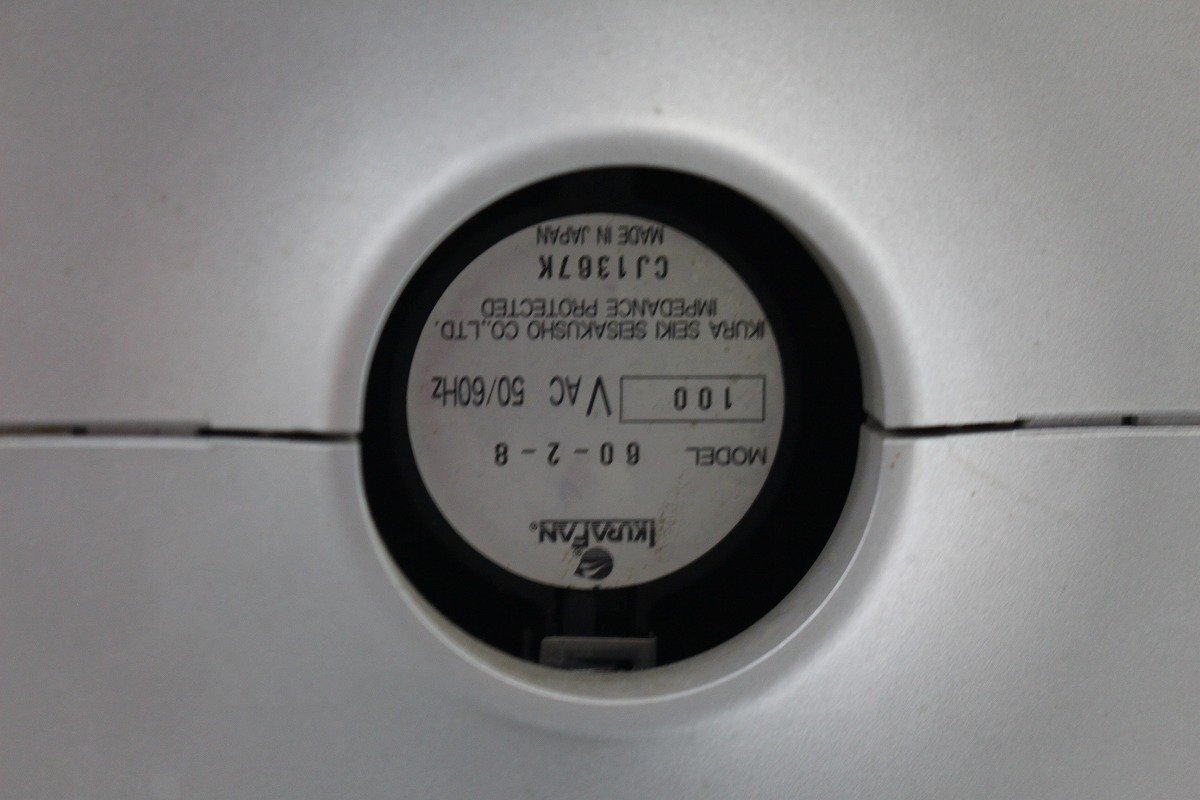 IKURAFAN®
MODEL 60-2-8
100 V AC 50/60Hz
IKURA SEIKI SEISAKUSHO CO.,LTD.
IMPEDANCE PROTECTED
CJ1367K
MADE IN JAPAN